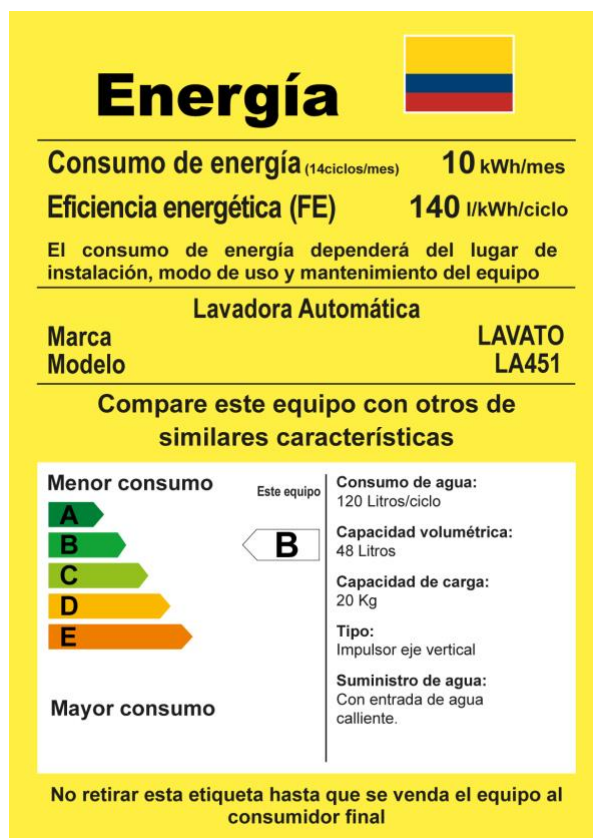 Energía
Consumo de energía (14ciclos/mes) 10 kWh/mes
Eficiencia energética (FE) 140 l/kWh/ciclo
El consumo de energía dependerá del lugar de
instalación, modo de uso y mantenimiento del equipo
Lavadora Automática
Marca LAVATO
Modelo LA451
Compare este equipo con otros de
similares características
Menor consumo
Este equipo
A
B
B
C
D
E
Mayor consumo
Consumo de agua:
120 Litros/ciclo
Capacidad volumétrica:
48 Litros
Capacidad de carga:
20 Kg
Tipo:
Impulsor eje vertical
Suministro de agua:
Con entrada de agua
calliente.
No retirar esta etiqueta hasta que se venda el equipo al
consumidor final